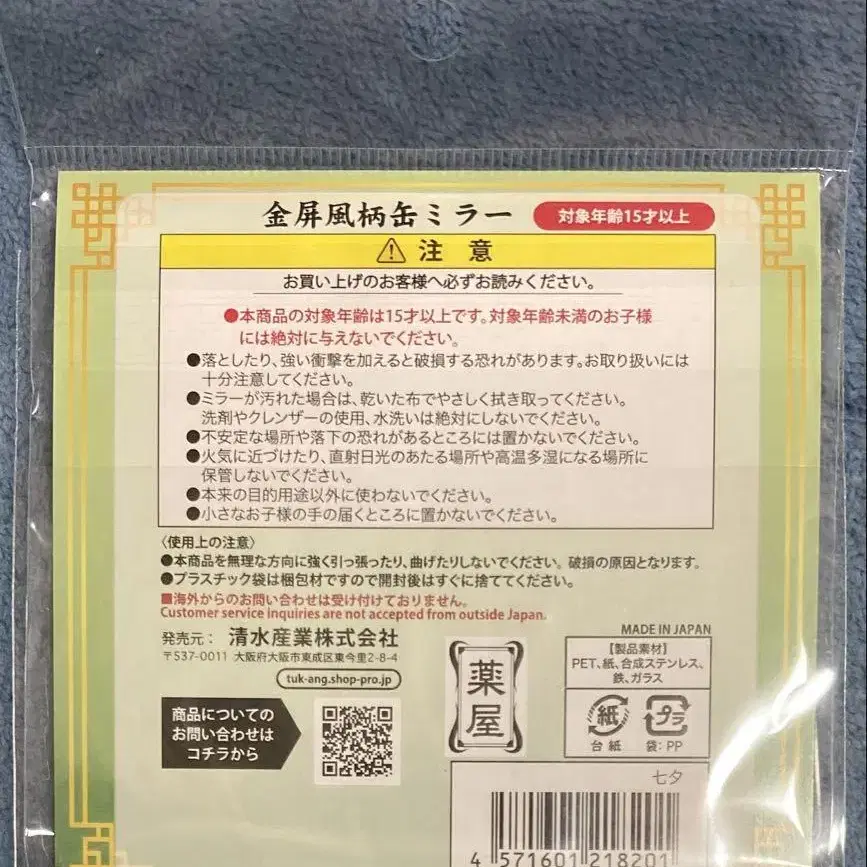 金屏風柄缶ミラー
対象年齢15才以上
⚠注意
お買い上げのお客様へ必ずお読みください。
●本商品の対象年齢は15才以上です。対象年齢未満のお子様
には絶対に与えないでください。
●落としたり、強い衝撃を加えると破損する恐れがあります。お取り扱いには
十分注意してください。
●ミラーが汚れた場合は、乾いた布でやさしく拭き取ってください。
洗剤やクレンザーの使用、水洗いは絶対にしないでください。
●不安定な場所や落下の恐れがあるところには置かないでください。
●火気に近づけたり、直射日光のあたる場所や高温多湿になる場所に
保管しないでください。
●本来の目的用途以外に使わないでください。
●小さなお子様の手の届くところに置かないでください。
〈使用上の注意〉
●本商品を無理な方向に強く引っ張ったり、曲げたりしないでください。破損の原因となります。
●プラスチック袋は梱包材ですので開封後はすぐに捨ててください。
■海外からのお問い合わせは受け付けておりません。
Customer service inquiries are not accepted from outside Japan.
発売元：清水産業株式会社
〒537-0011 大阪府大阪市東成区東今里2-8-4
tuk-ang.shop-pro.jp
商品についての
お問い合わせは
コチラから
薬屋
MADE IN JAPAN
【製品素材】
PET、紙、合成ステンレス、
鉄、ガラス
紙
台紙
プラ
袋：PP
七夕
4 571601 218201